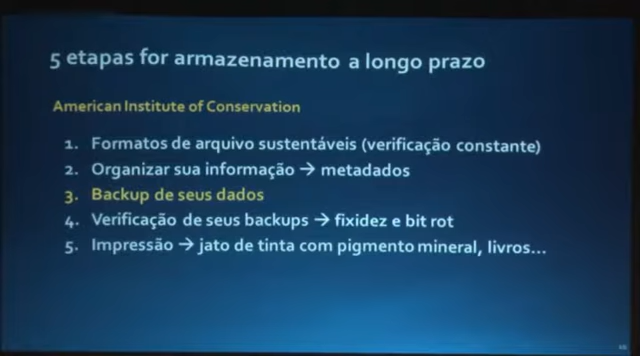 5 etapas for armazenamento a longo prazo
American Institute of Conservation
1. Formatos de arquivo sustentáveis (verificação constante)
2. Organizar sua informação → metadados
3. Backup de seus dados
4. Verificação de seus backups → fixidez e bit rot
5. Impressão → jato de tinta com pigmento mineral, livros...